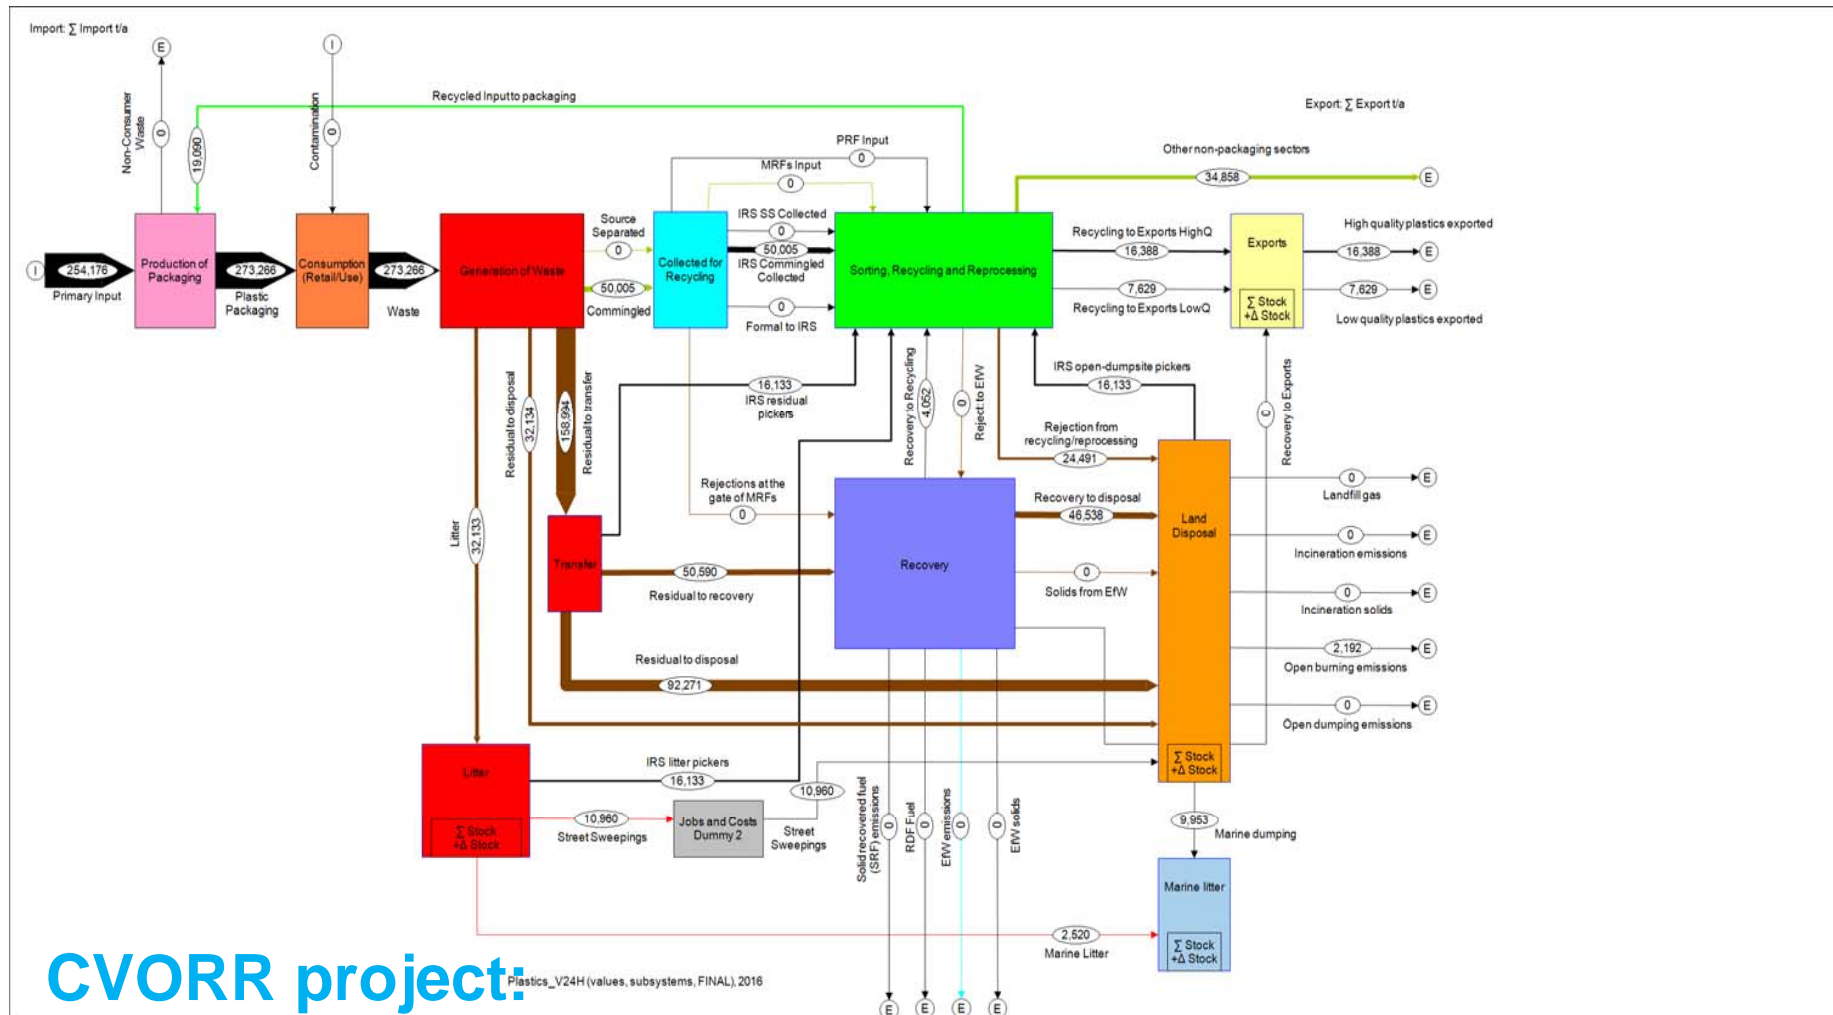 Import: ∑ Import t/a
E
I
Non-Consumer
Waste
0
19,090
Recycled Input to packaging
Contamination
0
Export: ∑ Export t/a
PRF Input
0
MRFs Input
0
Other non-packaging sectors
34,858
E
I
254,176
Primary Input
Production of
Packaging
273,266
Plastic
Packaging
Consumption
(Retail/Use)
273,266
Waste
Generation of Waste
Source
Separated
0
50,005
Commingled
Collected for
Recycling
IRS SS Collected
0
50,005
IRS Commingled
Collected
0
Formal to IRS
Sorting, Recycling and Reprocessing
Recycling to Exports HighQ
16,388
7,629
Recycling to Exports LowQ
Exports
∑ Stock
+Δ Stock
High quality plastics exported
16,388
E
7,629
E
Low quality plastics exported
Residual to disposal
32,134
158,994
Residual to transfer
16,133
IRS residual
pickers
Recovery to Recycling
4,052
0
Reject to EfW
IRS open-dumpsite pickers
16,133
0
Recovery to Exports
Rejection from
recycling/reprocessing
24,491
Litter
32,133
Rejections at the
gate of MRFs
0
Transfer
50,590
Residual to recovery
Recovery
Recovery to disposal
46,538
0
Solids from EfW
Land
Disposal
∑ Stock
+Δ Stock
0
E
Landfill gas
0
E
Incineration emissions
0
E
Incineration solids
2,192
E
Open burning emissions
0
E
Open dumping emissions
Residual to disposal
92,271
Litter
∑ Stock
+Δ Stock
IRS litter pickers
16,133
10,960
Street Sweepings
Jobs and Costs
Dummy 2
10,960
Street
Sweepings
Solid recovered fuel
(SRF) emissions
0
RDF Fuel
0
EfW emissions
0
EfW solids
0
9,953
Marine dumping
Marine litter
∑ Stock
+Δ Stock
2,520
Marine Litter
CVORR project:
Plastics_V24H (values, subsystems, FINAL), 2016
E
E
E
E